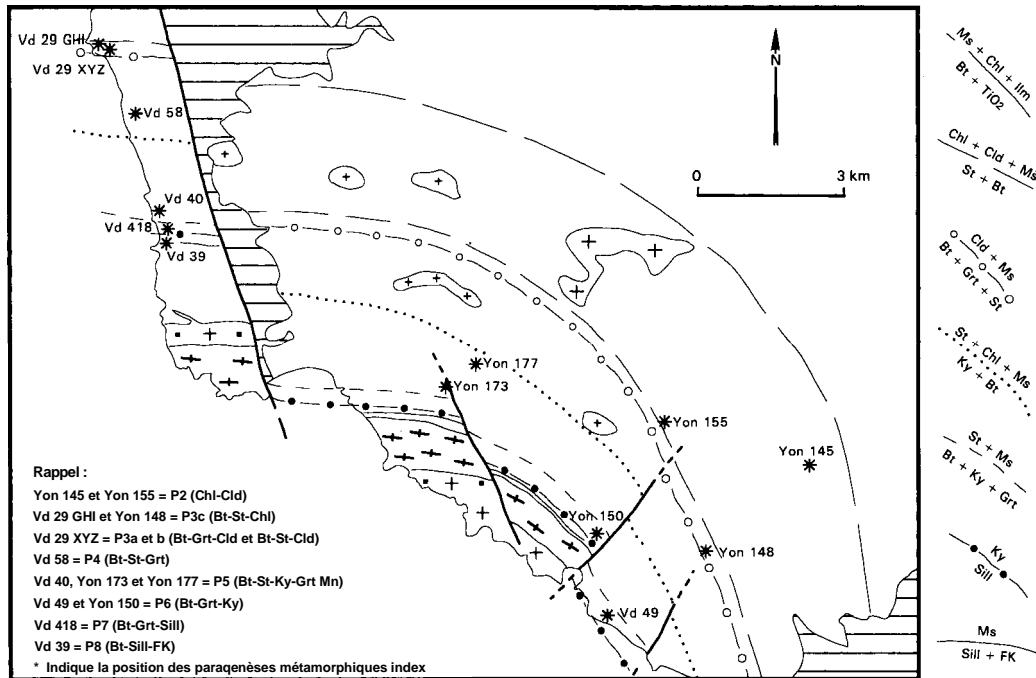 Vd 29 GHI
Vd 29 XYZ
Vd 58
Vd 40
Vd 418
Vd 39
N
0 3 km
Yon 177
Yon 173
Yon 155
Yon 145
Yon 150
Yon 148
Vd 49
Rappel :
Yon 145 et Yon 155 = P2 (Chl-Cld)
Vd 29 GHI et Yon 148 = P3c (Bt-St-Chl)
Vd 29 XYZ = P3a et b (Bt-Grt-Cld et Bt-St-Cld)
Vd 58 = P4 (Bt-St-Grt)
Vd 40, Yon 173 et Yon 177 = P5 (Bt-St-Ky-Grt Mn)
Vd 49 et Yon 150 = P6 (Bt-Grt-Ky)
Vd 418 = P7 (Bt-Grt-Sill)
Vd 39 = P8 (Bt-Sill-FK)
* Indique la position des paragenèses métamorphiques index
Ms + Chl + Ilm
Bt + TiO2
Chl + Cld + Ms
St + Bt
Cld + Ms
Bt + Grt + St
St + Chl + Ms
Ky + Bt
St + Ms
Bt + Ky + Grt
Ky
Sill
Ms
Sill + FK